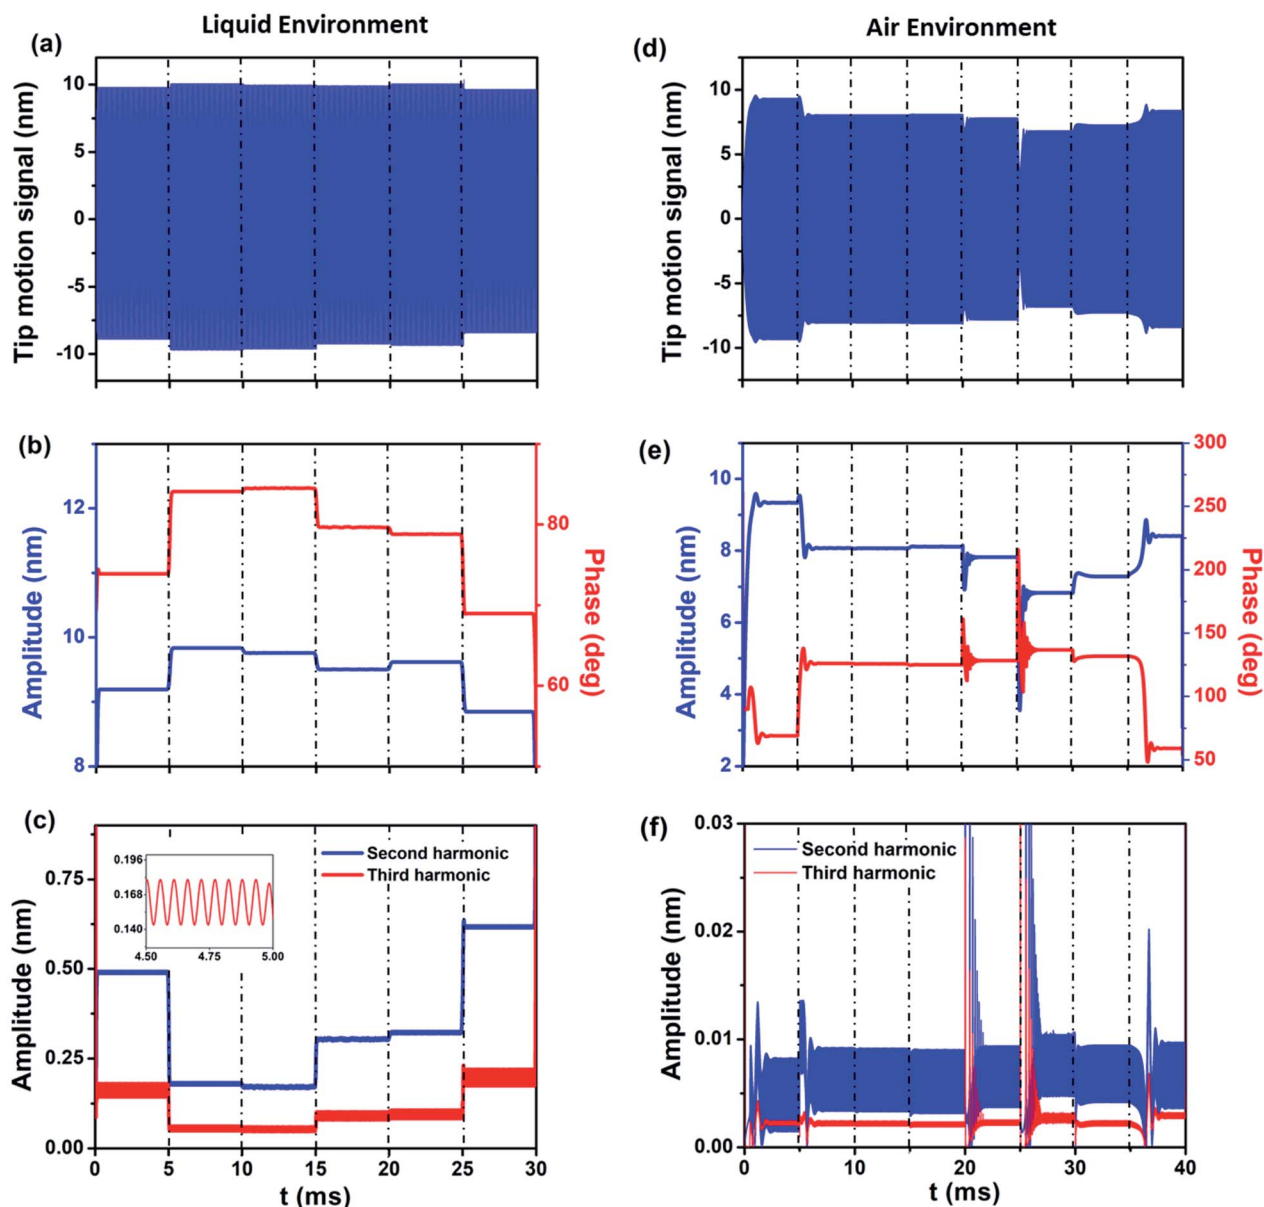 Liquid Environment
(a)
Tip motion signal (nm)
10
5
0
-5
-10
(b)
Amplitude (nm)
12
10
8
Phase (deg)
80
60
(c)
Amplitude (nm)
0.75
0.50
0.25
0.00
0.196
0.168
0.140
4.50 4.75 5.00
Second harmonic
Third harmonic
0 5 10 15 20 25 30
t (ms)
Air Environment
(d)
Tip motion signal (nm)
10
5
0
-5
-10
(e)
Amplitude (nm)
10
8
6
4
2
Phase (deg)
300
250
200
150
100
50
(f)
Amplitude (nm)
0.03
0.02
0.01
0.00
Second harmonic
Third harmonic
0 10 20 30 40
t (ms)